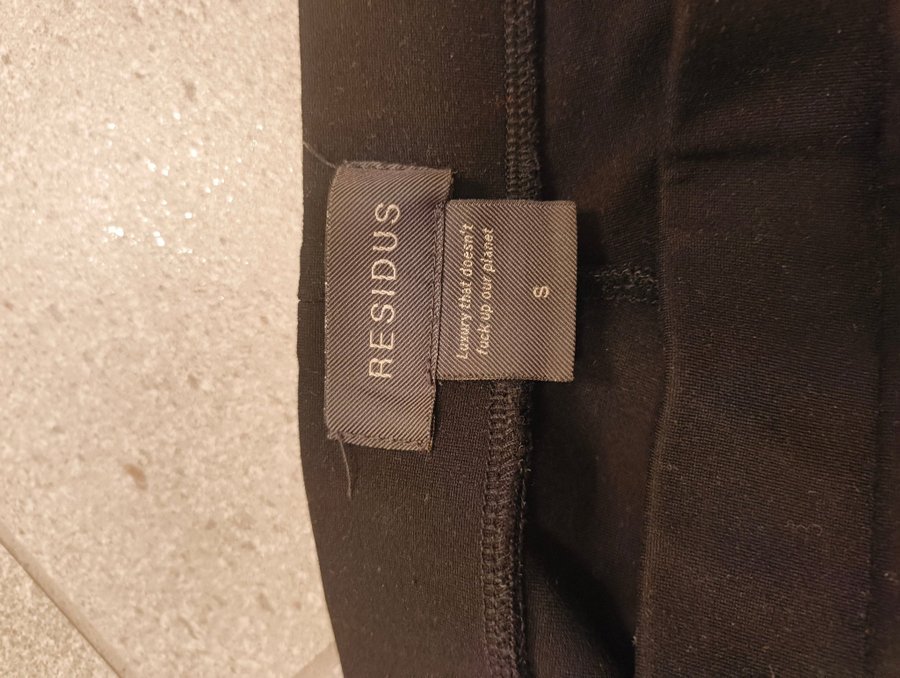 RESIDUS
Luxury that doesn't
fuck up our planet
S